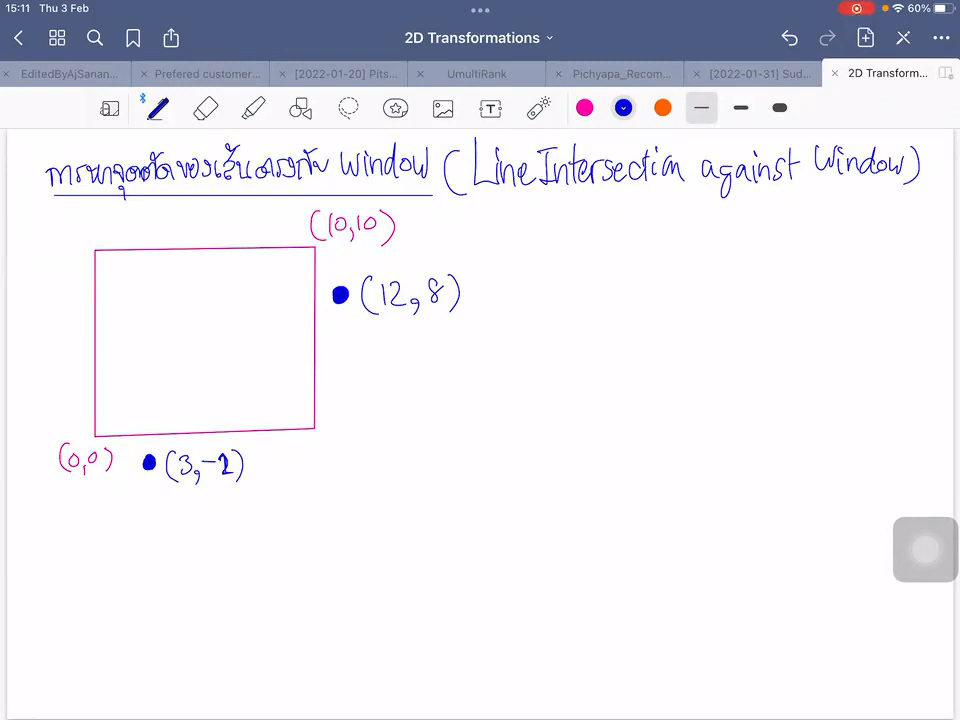 15:11 Thu 3 Feb
60%
2D Transformations
EditedByAjSanan...
Prefered customer...
[2022-01-20] Pits...
UmultiRank
Pichyapa_Recom...
[2022-01-31] Sud...
2D Transform...
การหาจุดตัดของเส้นตรงกับ Window (Line Intersection against Window)
(10,10)
(12,8)
(0,0)
(3,-1)